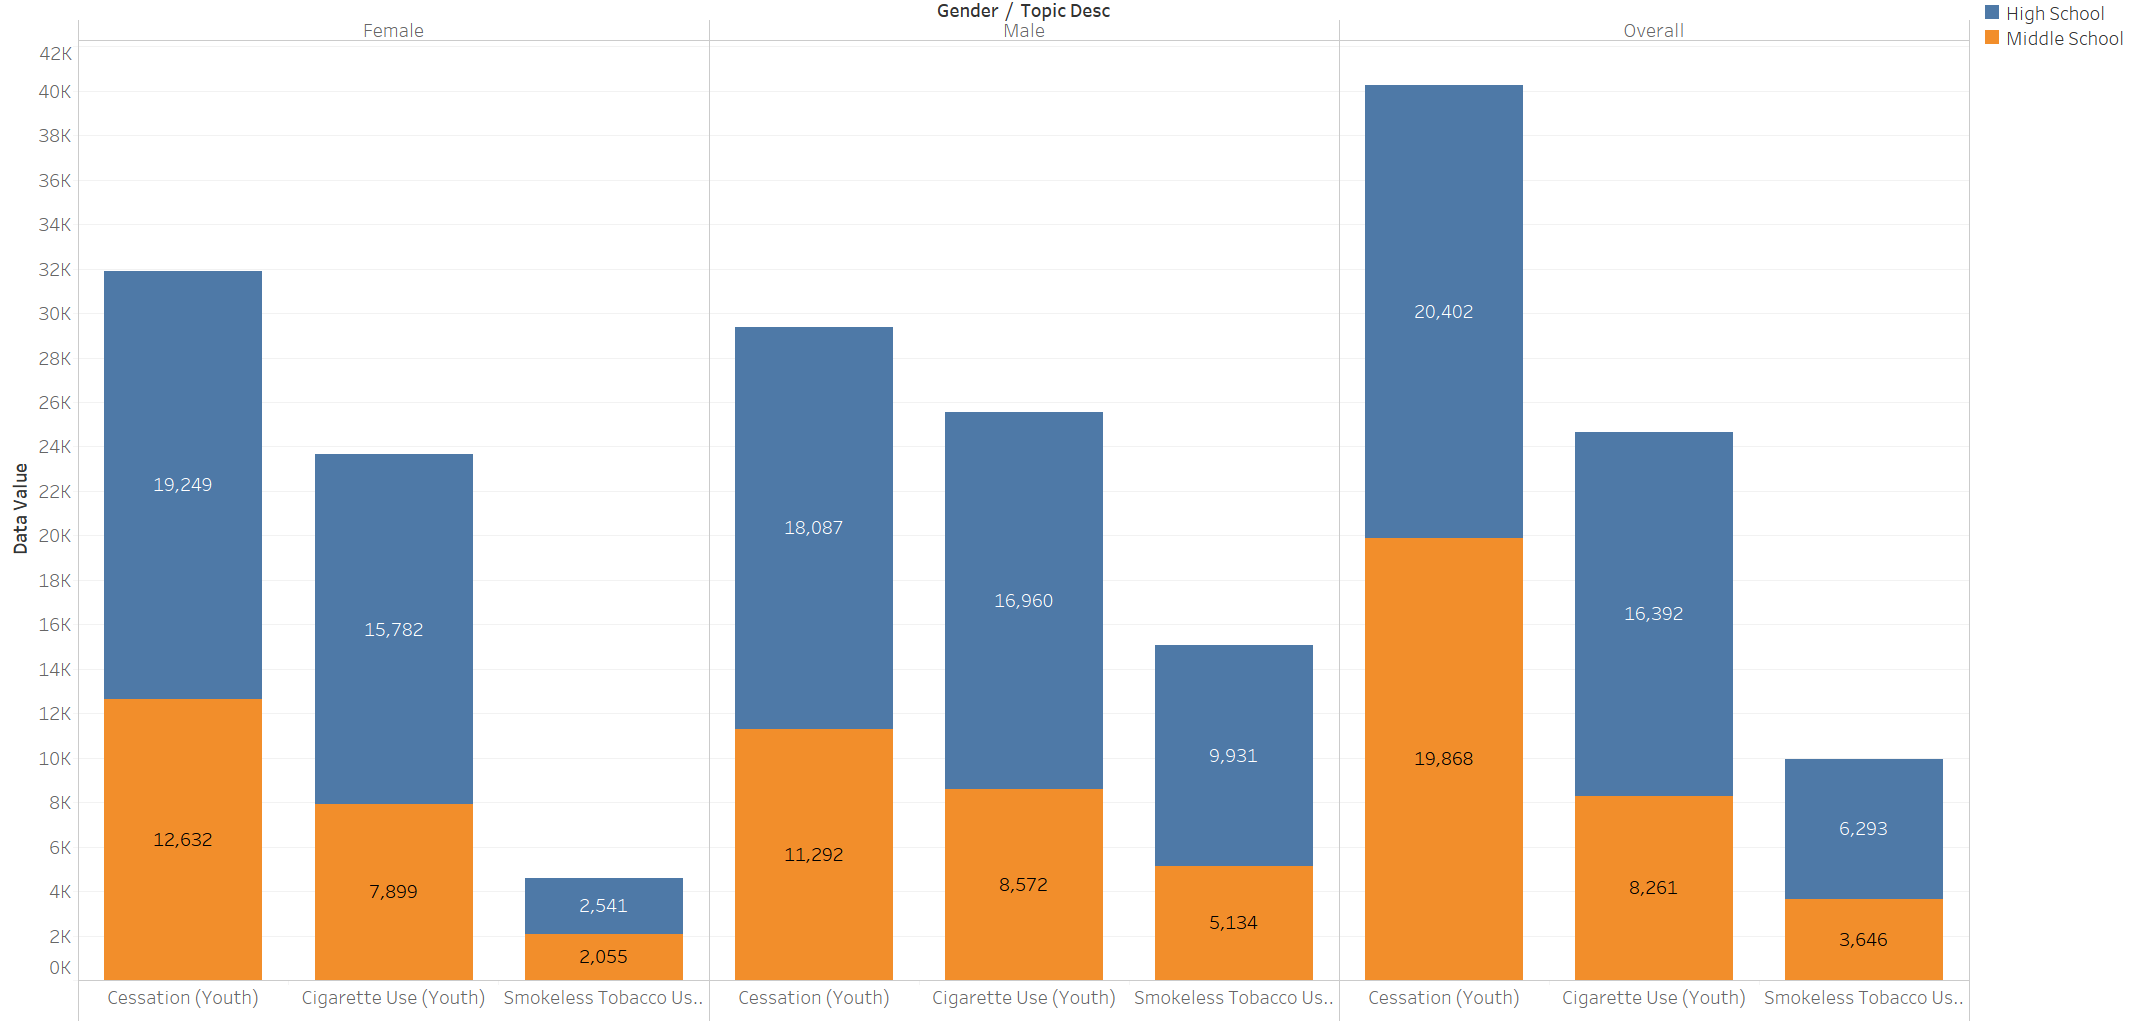 Gender / Topic Desc
Female
Male
Overall
High School
Middle School
Data Value
42K
40K
38K
36K
34K
32K
30K
28K
26K
24K
22K
20K
18K
16K
14K
12K
10K
8K
6K
4K
2K
0K
19,249
12,632
15,782
7,899
2,541
2,055
18,087
11,292
16,960
8,572
9,931
5,134
20,402
19,868
16,392
8,261
6,293
3,646
Cessation (Youth)
Cigarette Use (Youth)
Smokeless Tobacco Us..
Cessation (Youth)
Cigarette Use (Youth)
Smokeless Tobacco Us..
Cessation (Youth)
Cigarette Use (Youth)
Smokeless Tobacco Us..